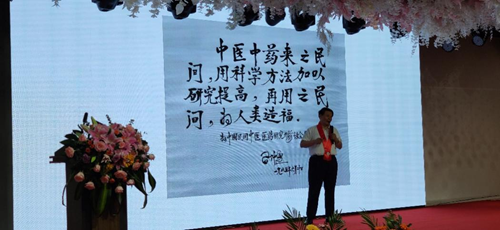 中医中药来之民
间，用科学方法加以
研究提高，再用之民
间，为人类造福．